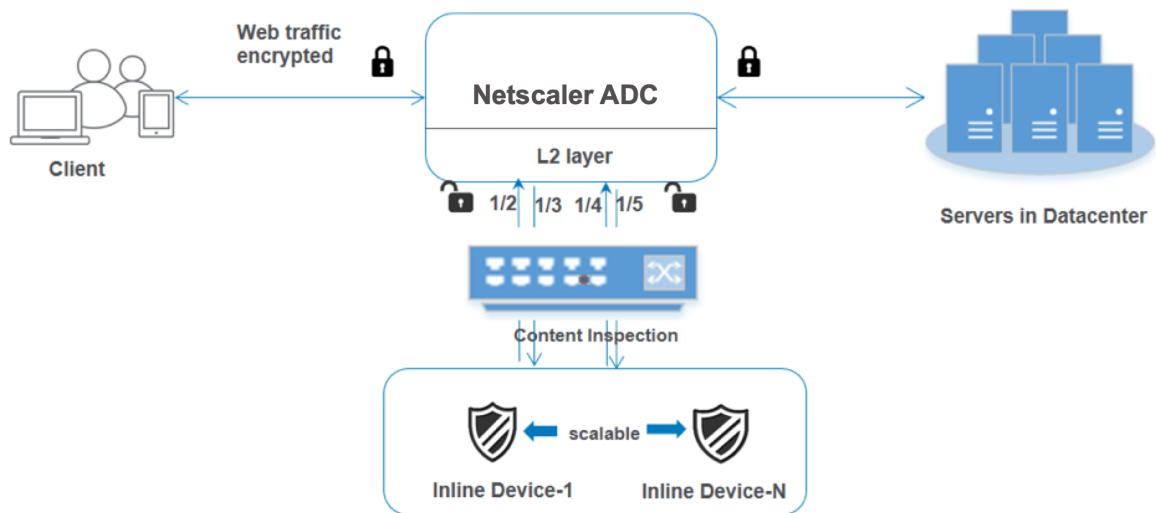 Web traffic
encrypted
Netscaler ADC
L2 layer
Client
1/2 1/3 1/4 1/5
Servers in Datacenter
Content Inspection
scalable
Inline Device-1
Inline Device-N